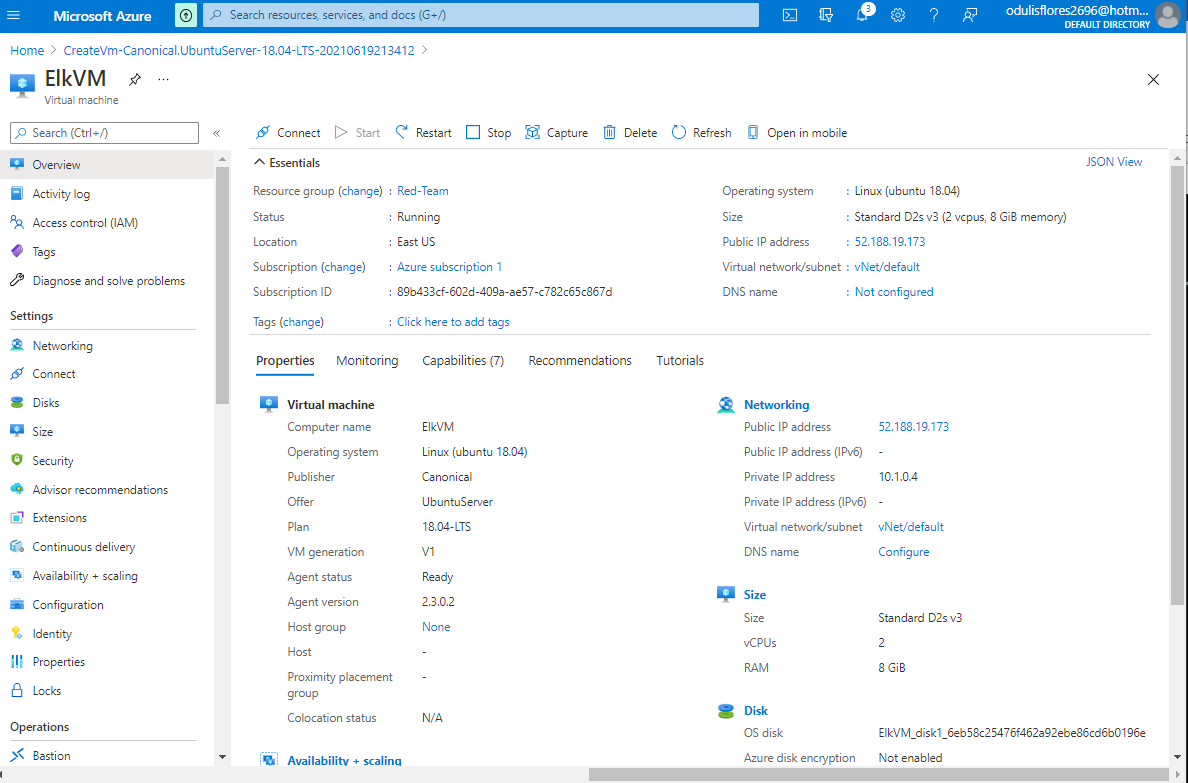 Microsoft Azure
Search resources, services, and docs (G+/)
3
odulisflores2696@hotm...
DEFAULT DIRECTORY
Home > CreateVm-Canonical.UbuntuServer-18.04-LTS-20210619213412 >
ElkVM
Virtual machine
Search (Ctrl+/)
«
Overview
Activity log
Access control (IAM)
Tags
Diagnose and solve problems
Settings
Networking
Connect
Disks
Size
Security
Advisor recommendations
Extensions
Continuous delivery
Availability + scaling
Configuration
Identity
Properties
Locks
Operations
Bastion
Connect Start Restart Stop Capture Delete Refresh Open in mobile
Essentials
JSON View
Resource group (change) : Red-Team
Status : Running
Location : East US
Subscription (change) : Azure subscription 1
Subscription ID : 89b433cf-602d-409a-ae57-c782c65c867d
Tags (change) : Click here to add tags
Operating system : Linux (ubuntu 18.04)
Size : Standard D2s v3 (2 vcpus, 8 GiB memory)
Public IP address : 52.188.19.173
Virtual network/subnet : vNet/default
DNS name : Not configured
Properties Monitoring Capabilities (7) Recommendations Tutorials
Virtual machine
Computer name ElkVM
Operating system Linux (ubuntu 18.04)
Publisher Canonical
Offer UbuntuServer
Plan 18.04-LTS
VM generation V1
Agent status Ready
Agent version 2.3.0.2
Host group None
Host -
Proximity placement -
group
Colocation status N/A
Availability + scaling
Networking
Public IP address 52.188.19.173
Public IP address (IPv6) -
Private IP address 10.1.0.4
Private IP address (IPv6) -
Virtual network/subnet vNet/default
DNS name Configure
Size
Size Standard D2s v3
vCPUs 2
RAM 8 GiB
Disk
OS disk ElkVM_disk1_6eb58c25476f462a92ebe86cd6b0196e
Azure disk encryption Not enabled